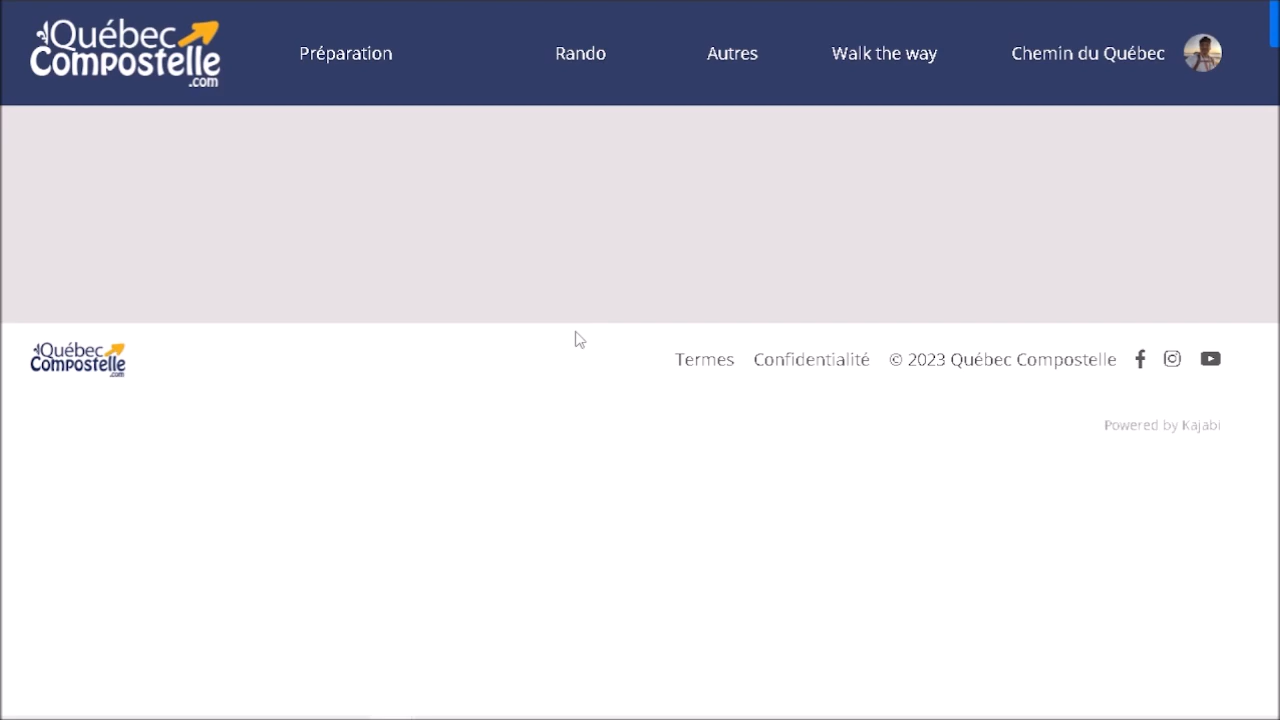 Québec
Compostelle
.com
Préparation
Rando
Autres
Walk the way
Chemin du Québec
Québec
Compostelle
.com
Termes
Confidentialité
© 2023 Québec Compostelle
Powered by Kajabi